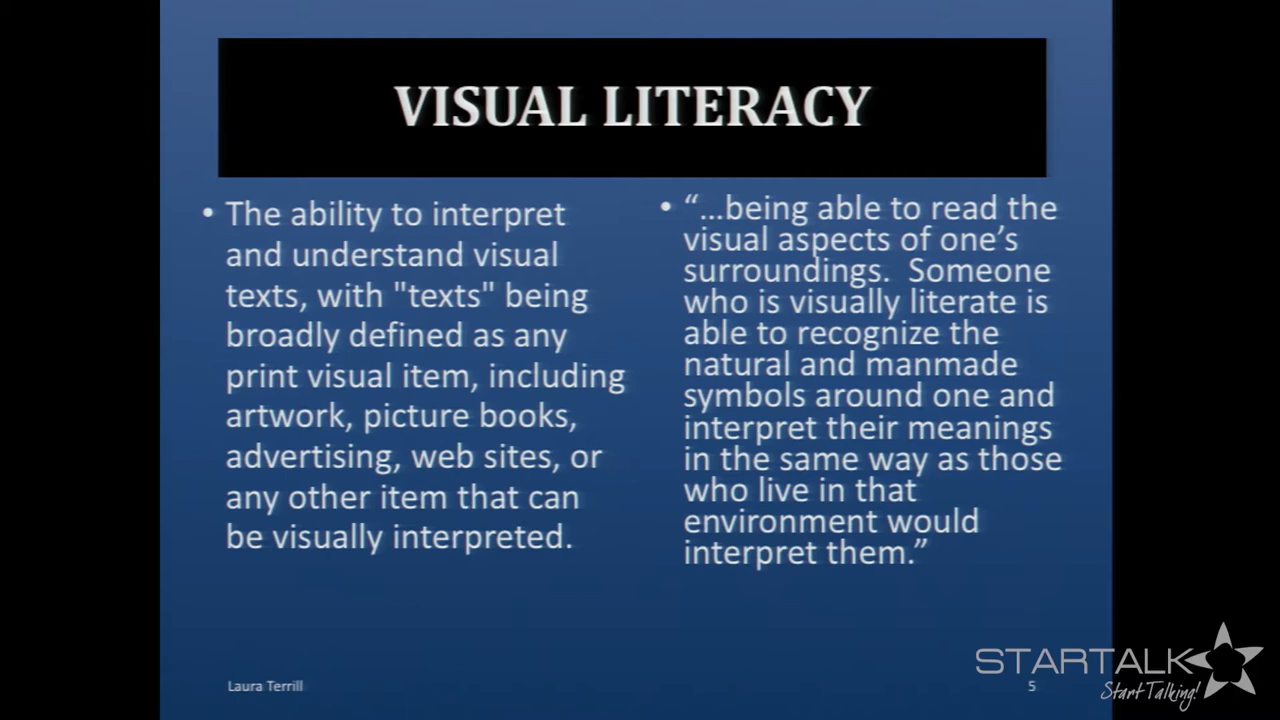 VISUAL LITERACY
• The ability to interpret
and understand visual
texts, with "texts" being
broadly defined as any
print visual item, including
artwork, picture books,
advertising, web sites, or
any other item that can
be visually interpreted.
• “…being able to read the
visual aspects of one’s
surroundings.  Someone
who is visually literate is
able to recognize the
natural and manmade
symbols around one and
interpret their meanings
in the same way as those
who live in that
environment would
interpret them.”
Laura Terrill
5
STARTALK
Start Talking!